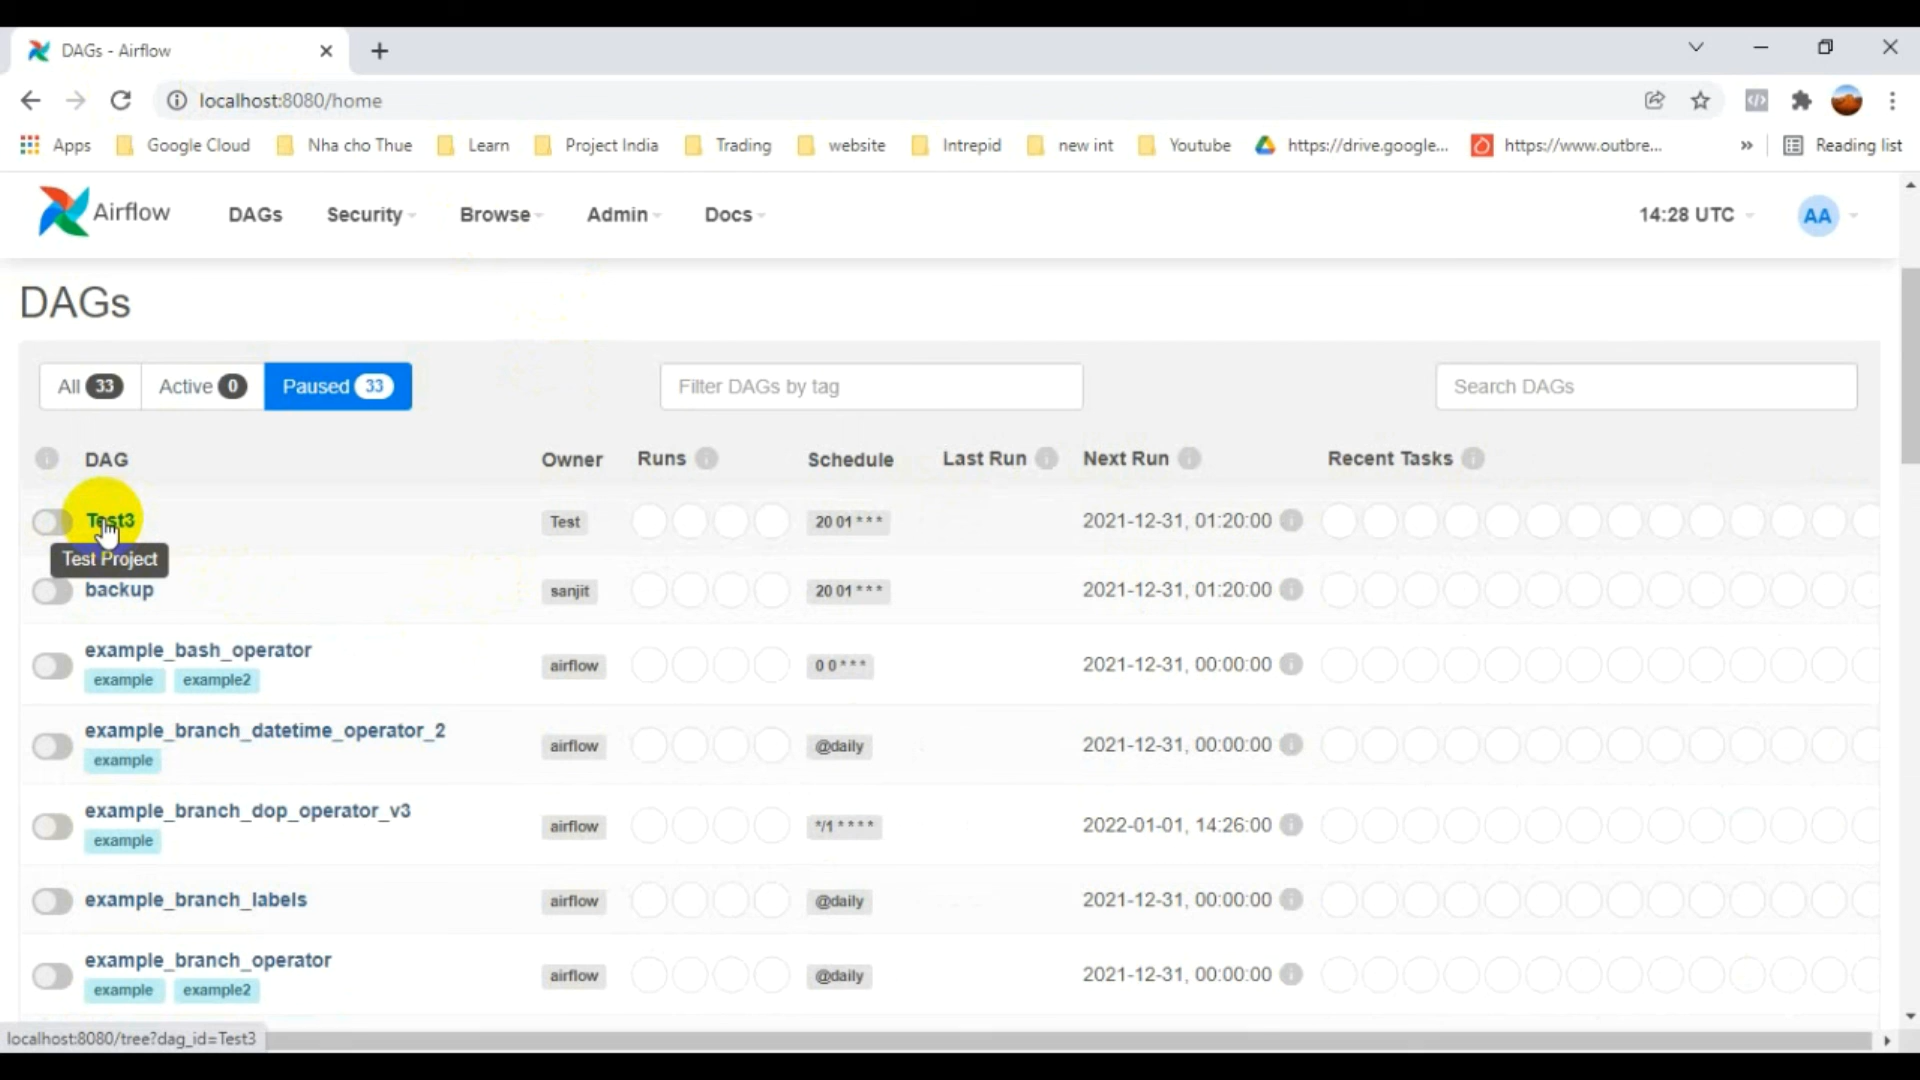 DAGs - Airflow
localhost:8080/home
Apps Google Cloud Nha cho Thue Learn Project India Trading website Intrepid new int Youtube https://drive.google... https://www.outbre... » Reading list
Airflow DAGs Security Browse Admin Docs 14:28 UTC AA
DAGs
All 33 Active 0 Paused 33 Filter DAGs by tag Search DAGs
DAG Owner Runs Schedule Last Run Next Run Recent Tasks
Test3 Test 20 01 * * * 2021-12-31, 01:20:00
Test Project
backup sanjit 20 01 * * * 2021-12-31, 01:20:00
example_bash_operator airflow 0 0 * * * 2021-12-31, 00:00:00
example example2
example_branch_datetime_operator_2 airflow @daily 2021-12-31, 00:00:00
example
example_branch_dop_operator_v3 airflow */1 * * * * 2022-01-01, 14:26:00
example
example_branch_labels airflow @daily 2021-12-31, 00:00:00
example_branch_operator airflow @daily 2021-12-31, 00:00:00
example example2
localhost:8080/tree?dag_id=Test3